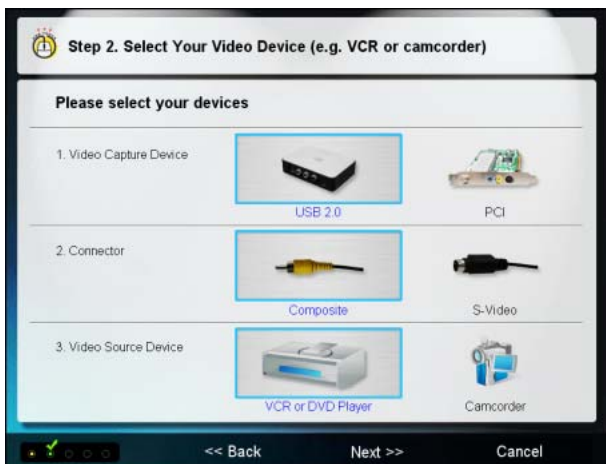 Step 2. Select Your Video Device (e.g. VCR or camcorder)
Please select your devices
1. Video Capture Device
USB 2.0
PCI
2. Connector
Composite
S-Video
3. Video Source Device
VCR or DVD Player
Camcorder
<< Back
Next >>
Cancel